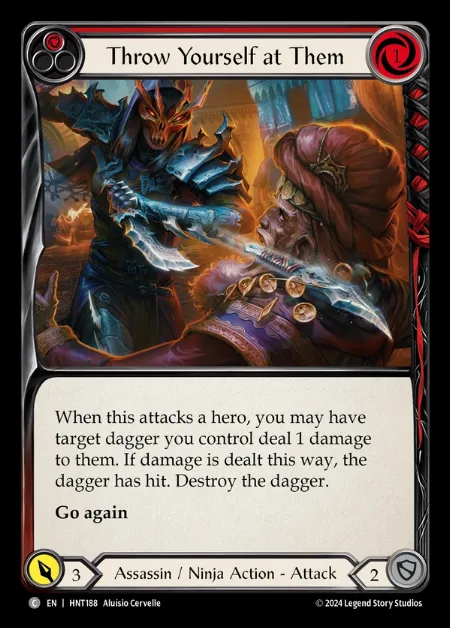 Throw Yourself at Them
1
When this attacks a hero, you may have
target dagger you control deal 1 damage
to them. If damage is dealt this way, the
dagger has hit. Destroy the dagger.
Go again
3 Assassin / Ninja Action - Attack 2
C EN | HNT188 Aluisio Cervelle © 2024 Legend Story Studios